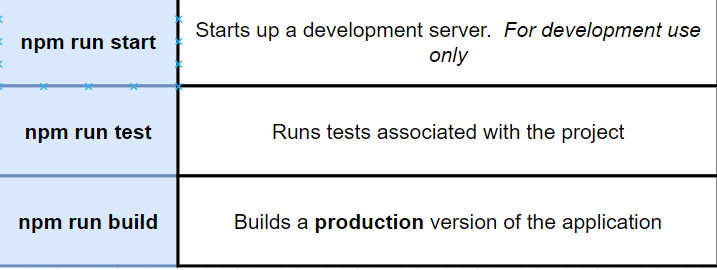 npm run start
Starts up a development server. For development use
only
npm run test
Runs tests associated with the project
npm run build
Builds a production version of the application